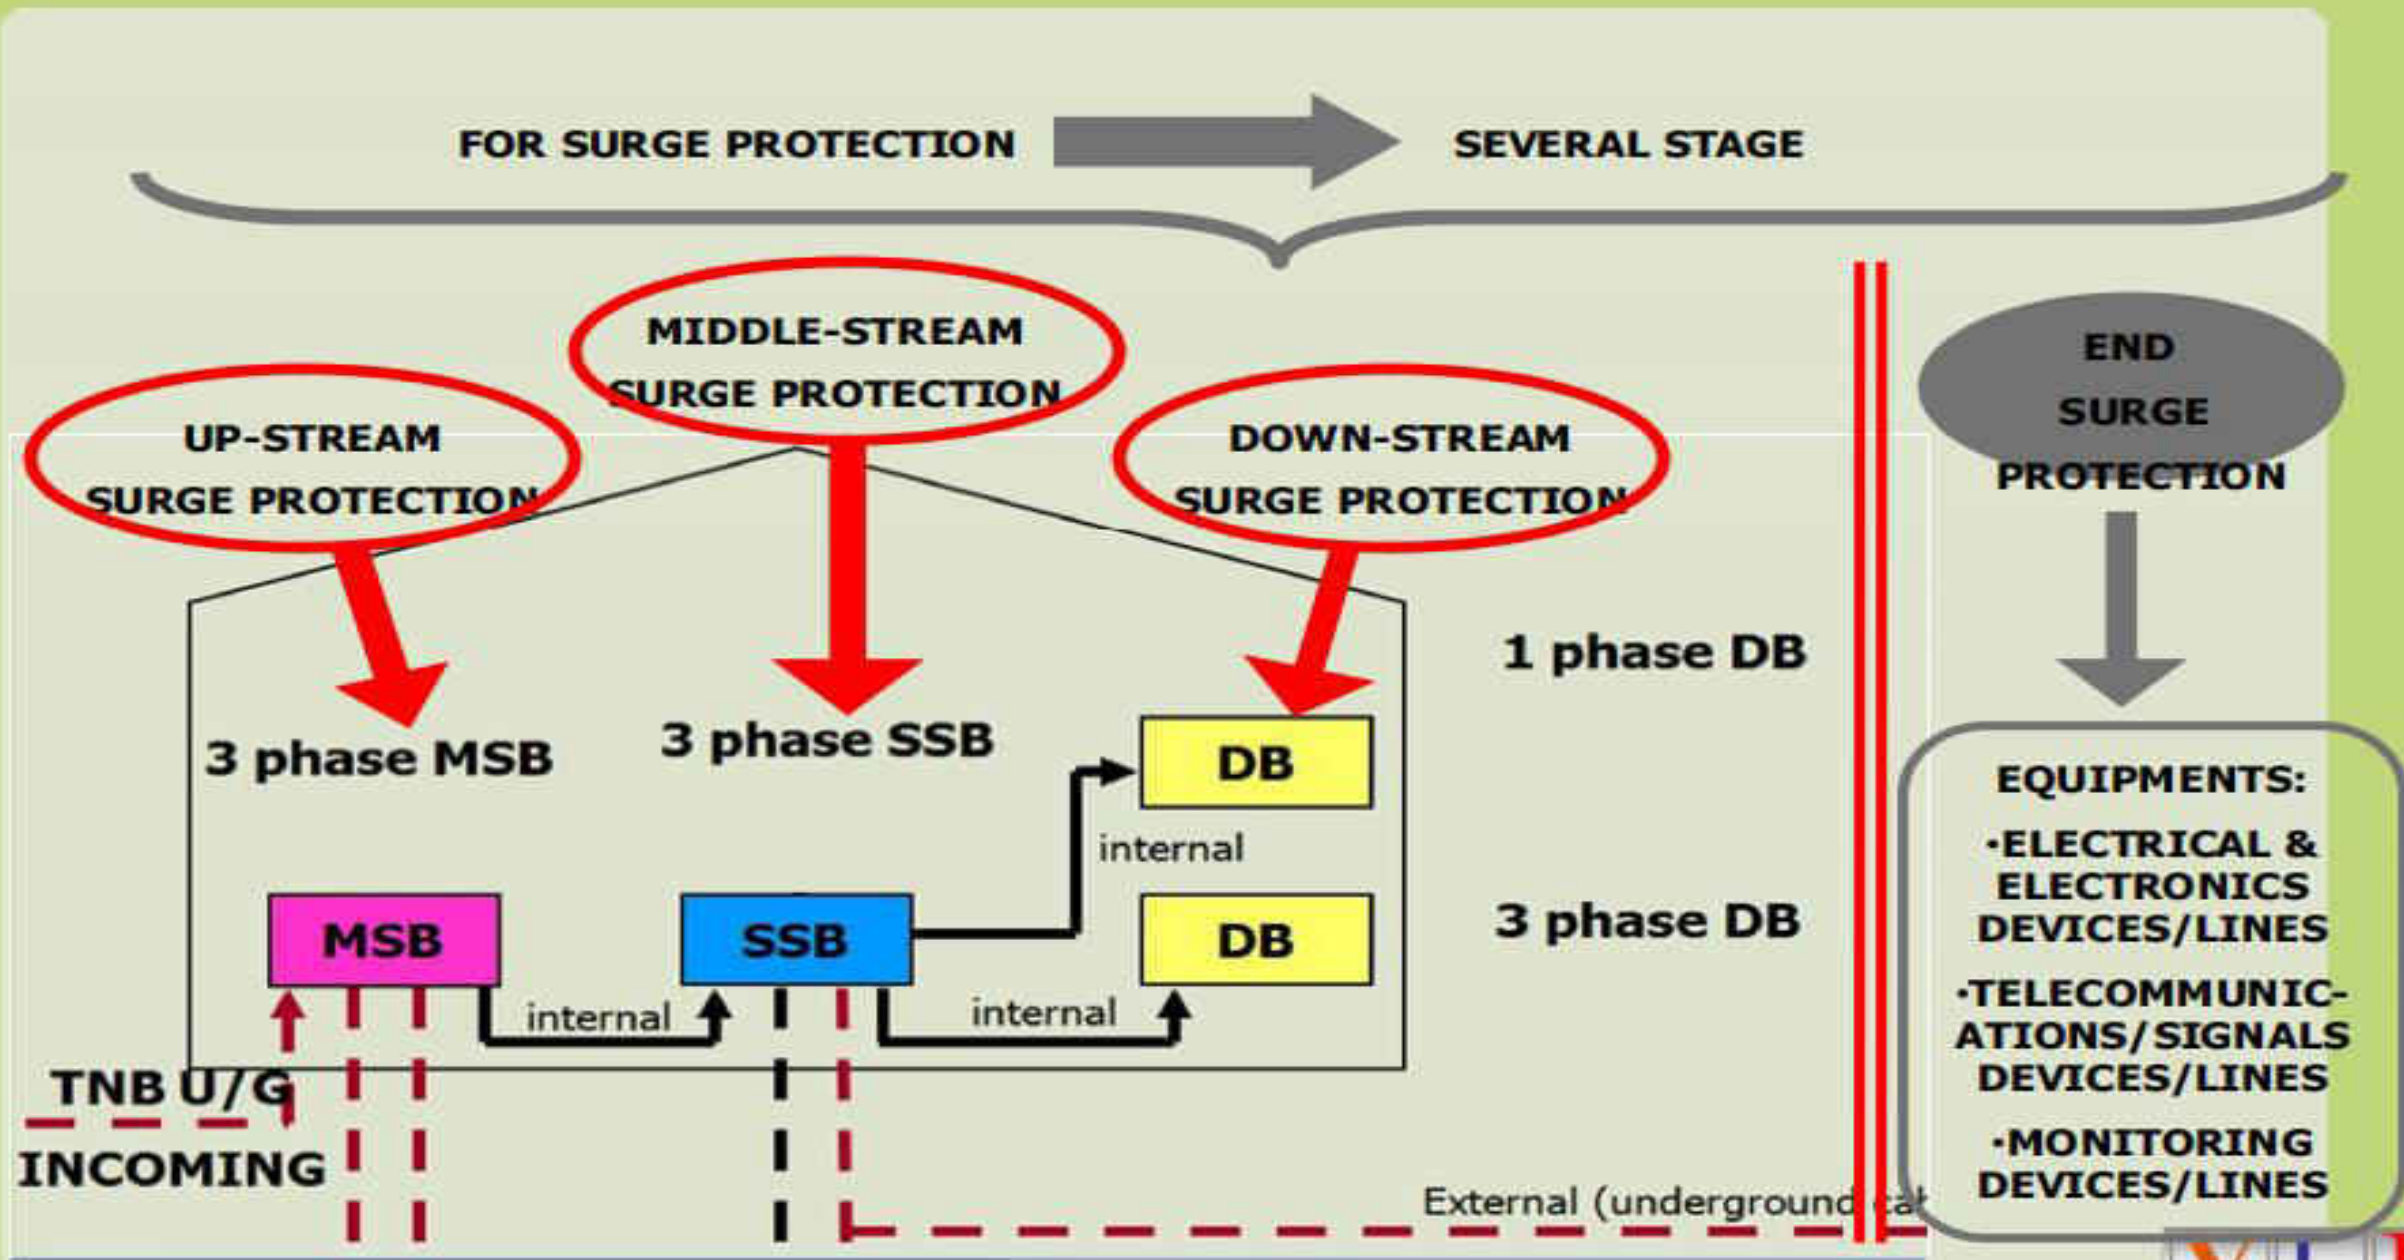 FOR SURGE PROTECTION
SEVERAL STAGE
MIDDLE-STREAM
SURGE PROTECTION
UP-STREAM
SURGE PROTECTION
DOWN-STREAM
SURGE PROTECTION
END
SURGE
PROTECTION
1 phase DB
3 phase MSB
3 phase SSB
DB
internal
MSB
SSB
DB
3 phase DB
internal
internal
TNB U/G
INCOMING
External (underground
EQUIPMENTS:
·ELECTRICAL &
ELECTRONICS
DEVICES/LINES
·TELECOMMUNIC-
ATIONS/SIGNALS
DEVICES/LINES
·MONITORING
DEVICES/LINES